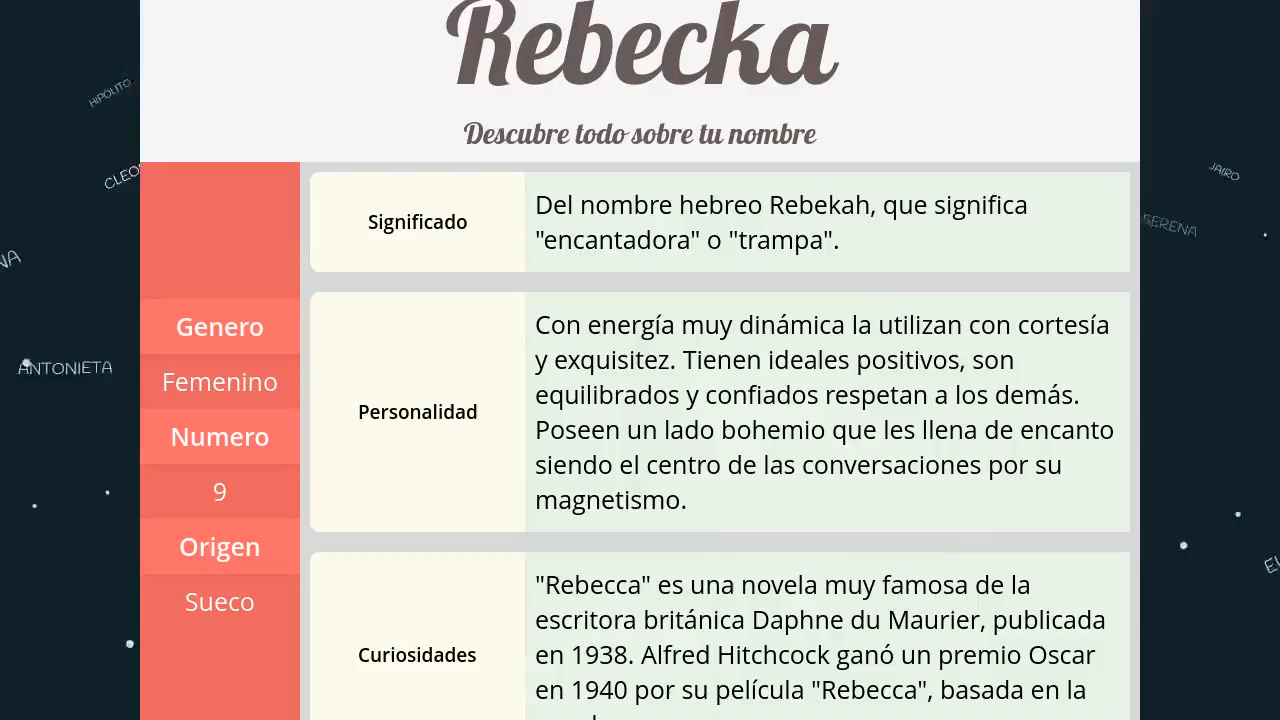 Rebecka
Descubre todo sobre tu nombre
HIPOLITO
JAIRO
SERENA
ANTONIETA
Genero
Femenino
Numero
9
Origen
Sueco
Significado
Del nombre hebreo Rebekah, que significa
"encantadora" o "trampa".
Personalidad
Con energía muy dinámica la utilizan con cortesía
y exquisitez. Tienen ideales positivos, son
equilibrados y confiados respetan a los demás.
Poseen un lado bohemio que les llena de encanto
siendo el centro de las conversaciones por su
magnetismo.
Curiosidades
"Rebecca" es una novela muy famosa de la
escritora británica Daphne du Maurier, publicada
en 1938. Alfred Hitchcock ganó un premio Oscar
en 1940 por su película "Rebecca", basada en la